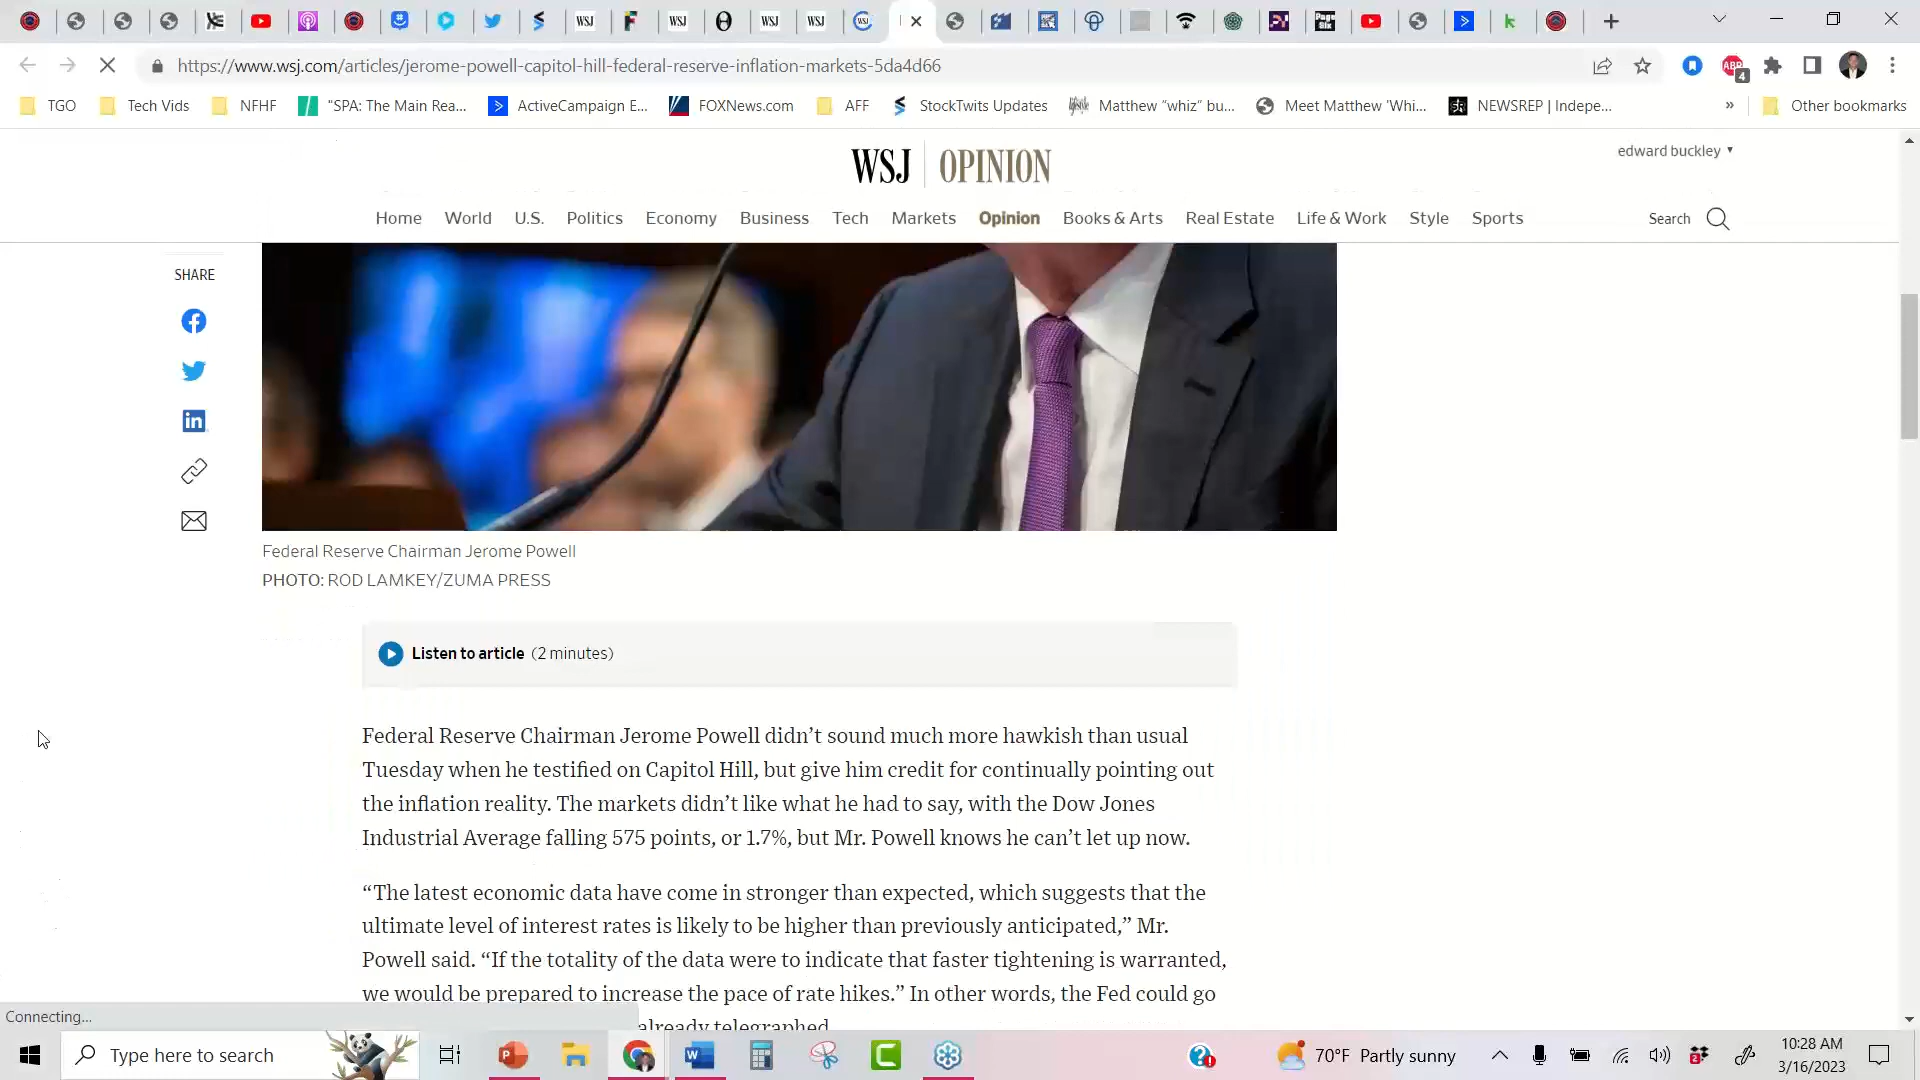 https://www.wsj.com/articles/jerome-powell-capitol-hill-federal-reserve-inflation-markets-5da4d66
TGO Tech Vids NFHF "SPA: The Main Rea... ActiveCampaign E... FOXNews.com AFF StockTwits Updates Matthew "whiz" bu... Meet Matthew 'Whi... NEWSREP | Indepe... » Other bookmarks
WSJ OPINION
edward buckley
Home World U.S. Politics Economy Business Tech Markets Opinion Books & Arts Real Estate Life & Work Style Sports Search
SHARE
Federal Reserve Chairman Jerome Powell
PHOTO: ROD LAMKEY/ZUMA PRESS
Listen to article (2 minutes)
Federal Reserve Chairman Jerome Powell didn’t sound much more hawkish than usual
Tuesday when he testified on Capitol Hill, but give him credit for continually pointing out
the inflation reality. The markets didn’t like what he had to say, with the Dow Jones
Industrial Average falling 575 points, or 1.7%, but Mr. Powell knows he can’t let up now.
“The latest economic data have come in stronger than expected, which suggests that the
ultimate level of interest rates is likely to be higher than previously anticipated,” Mr.
Powell said. “If the totality of the data were to indicate that faster tightening is warranted,
we would be prepared to increase the pace of rate hikes.” In other words, the Fed could go
already telegraphed
Connecting...
Type here to search
70°F Partly sunny
10:28 AM
3/16/2023